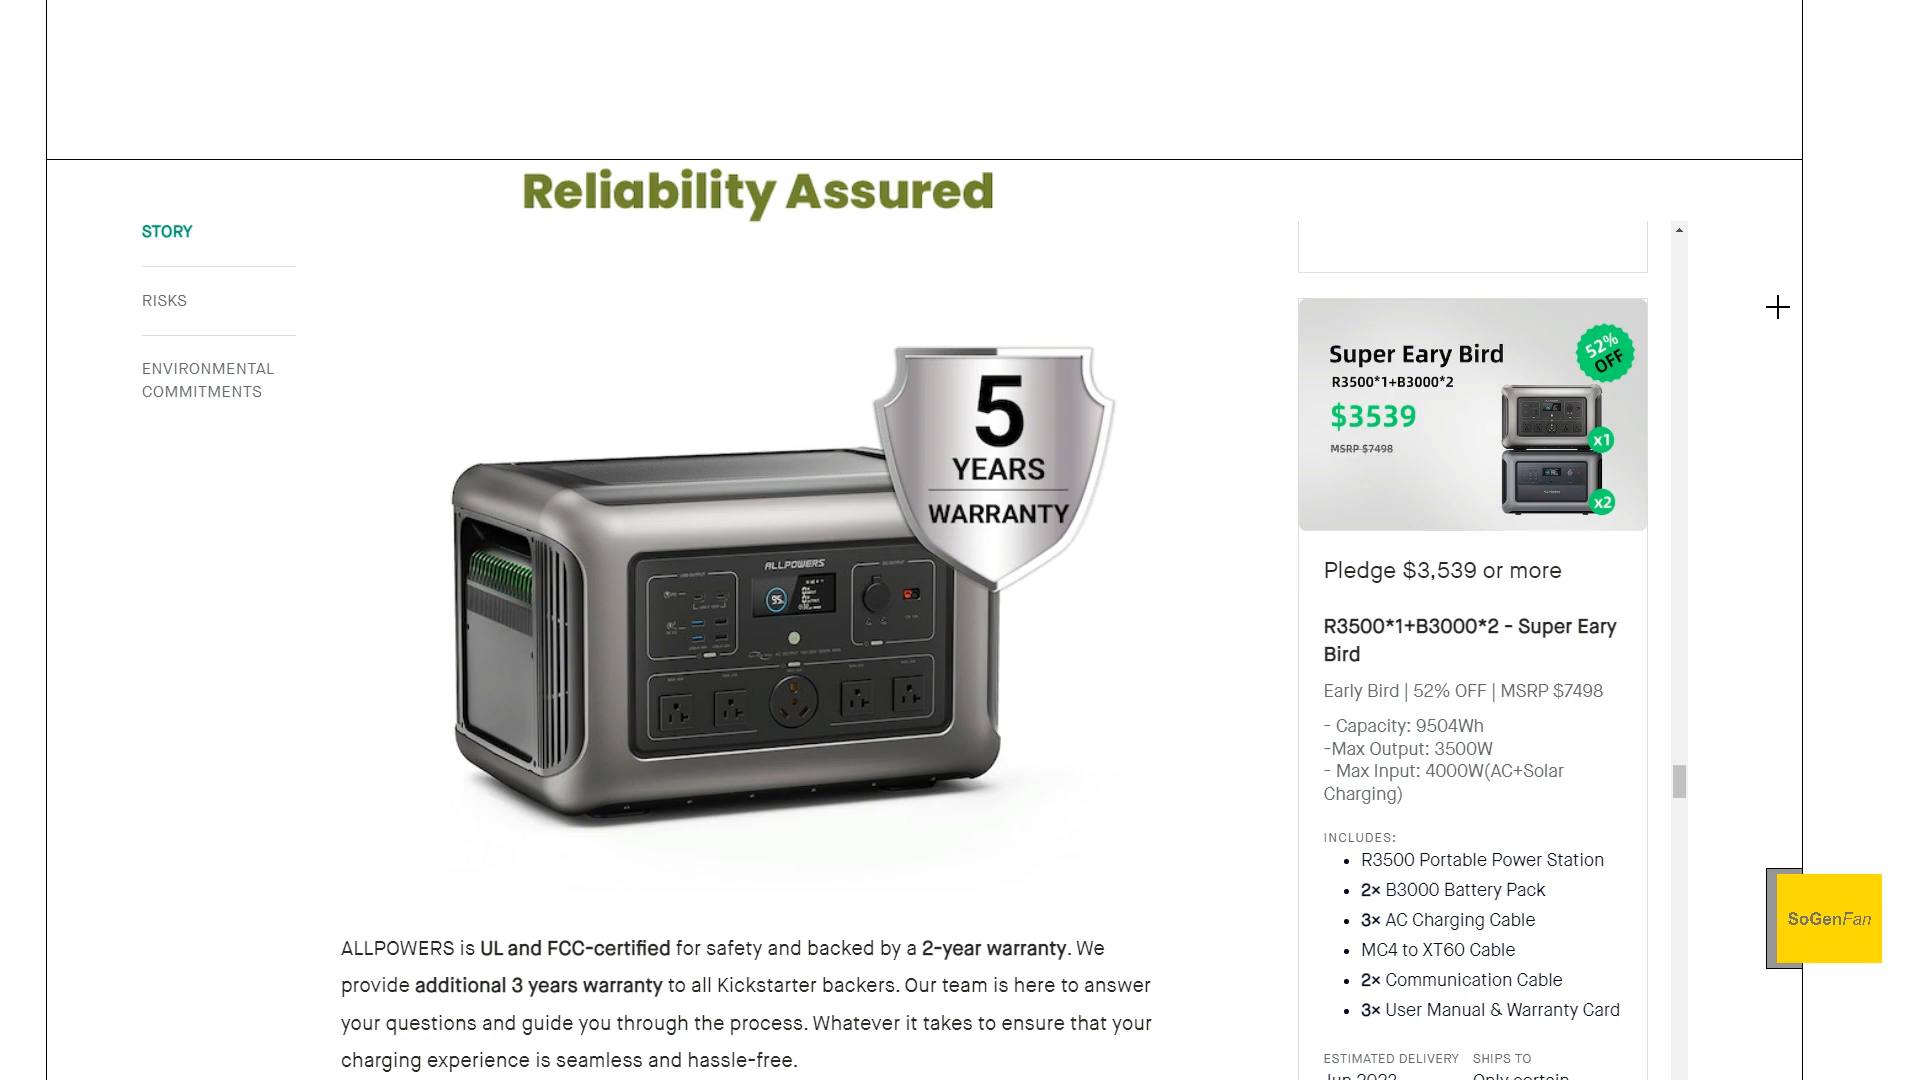 Reliability Assured
STORY
RISKS
ENVIRONMENTAL
COMMITMENTS
5
YEARS
WARRANTY
ALLPOWERS
95
Super Eary Bird
52%
OFF
R3500*1+B3000*2
$3539
MSRP $7498
x1
x2
Pledge $3,539 or more
R3500*1+B3000*2 - Super Eary
Bird
Early Bird | 52% OFF | MSRP $7498
- Capacity: 9504Wh
-Max Output: 3500W
- Max Input: 4000W(AC+Solar
Charging)
INCLUDES:
• R3500 Portable Power Station
• 2× B3000 Battery Pack
• 3× AC Charging Cable
• MC4 to XT60 Cable
• 2× Communication Cable
• 3× User Manual & Warranty Card
ESTIMATED DELIVERY SHIPS TO
Only certain
ALLPOWERS is UL and FCC-certified for safety and backed by a 2-year warranty. We
provide additional 3 years warranty to all Kickstarter backers. Our team is here to answer
your questions and guide you through the process. Whatever it takes to ensure that your
charging experience is seamless and hassle-free.
SoGenFan